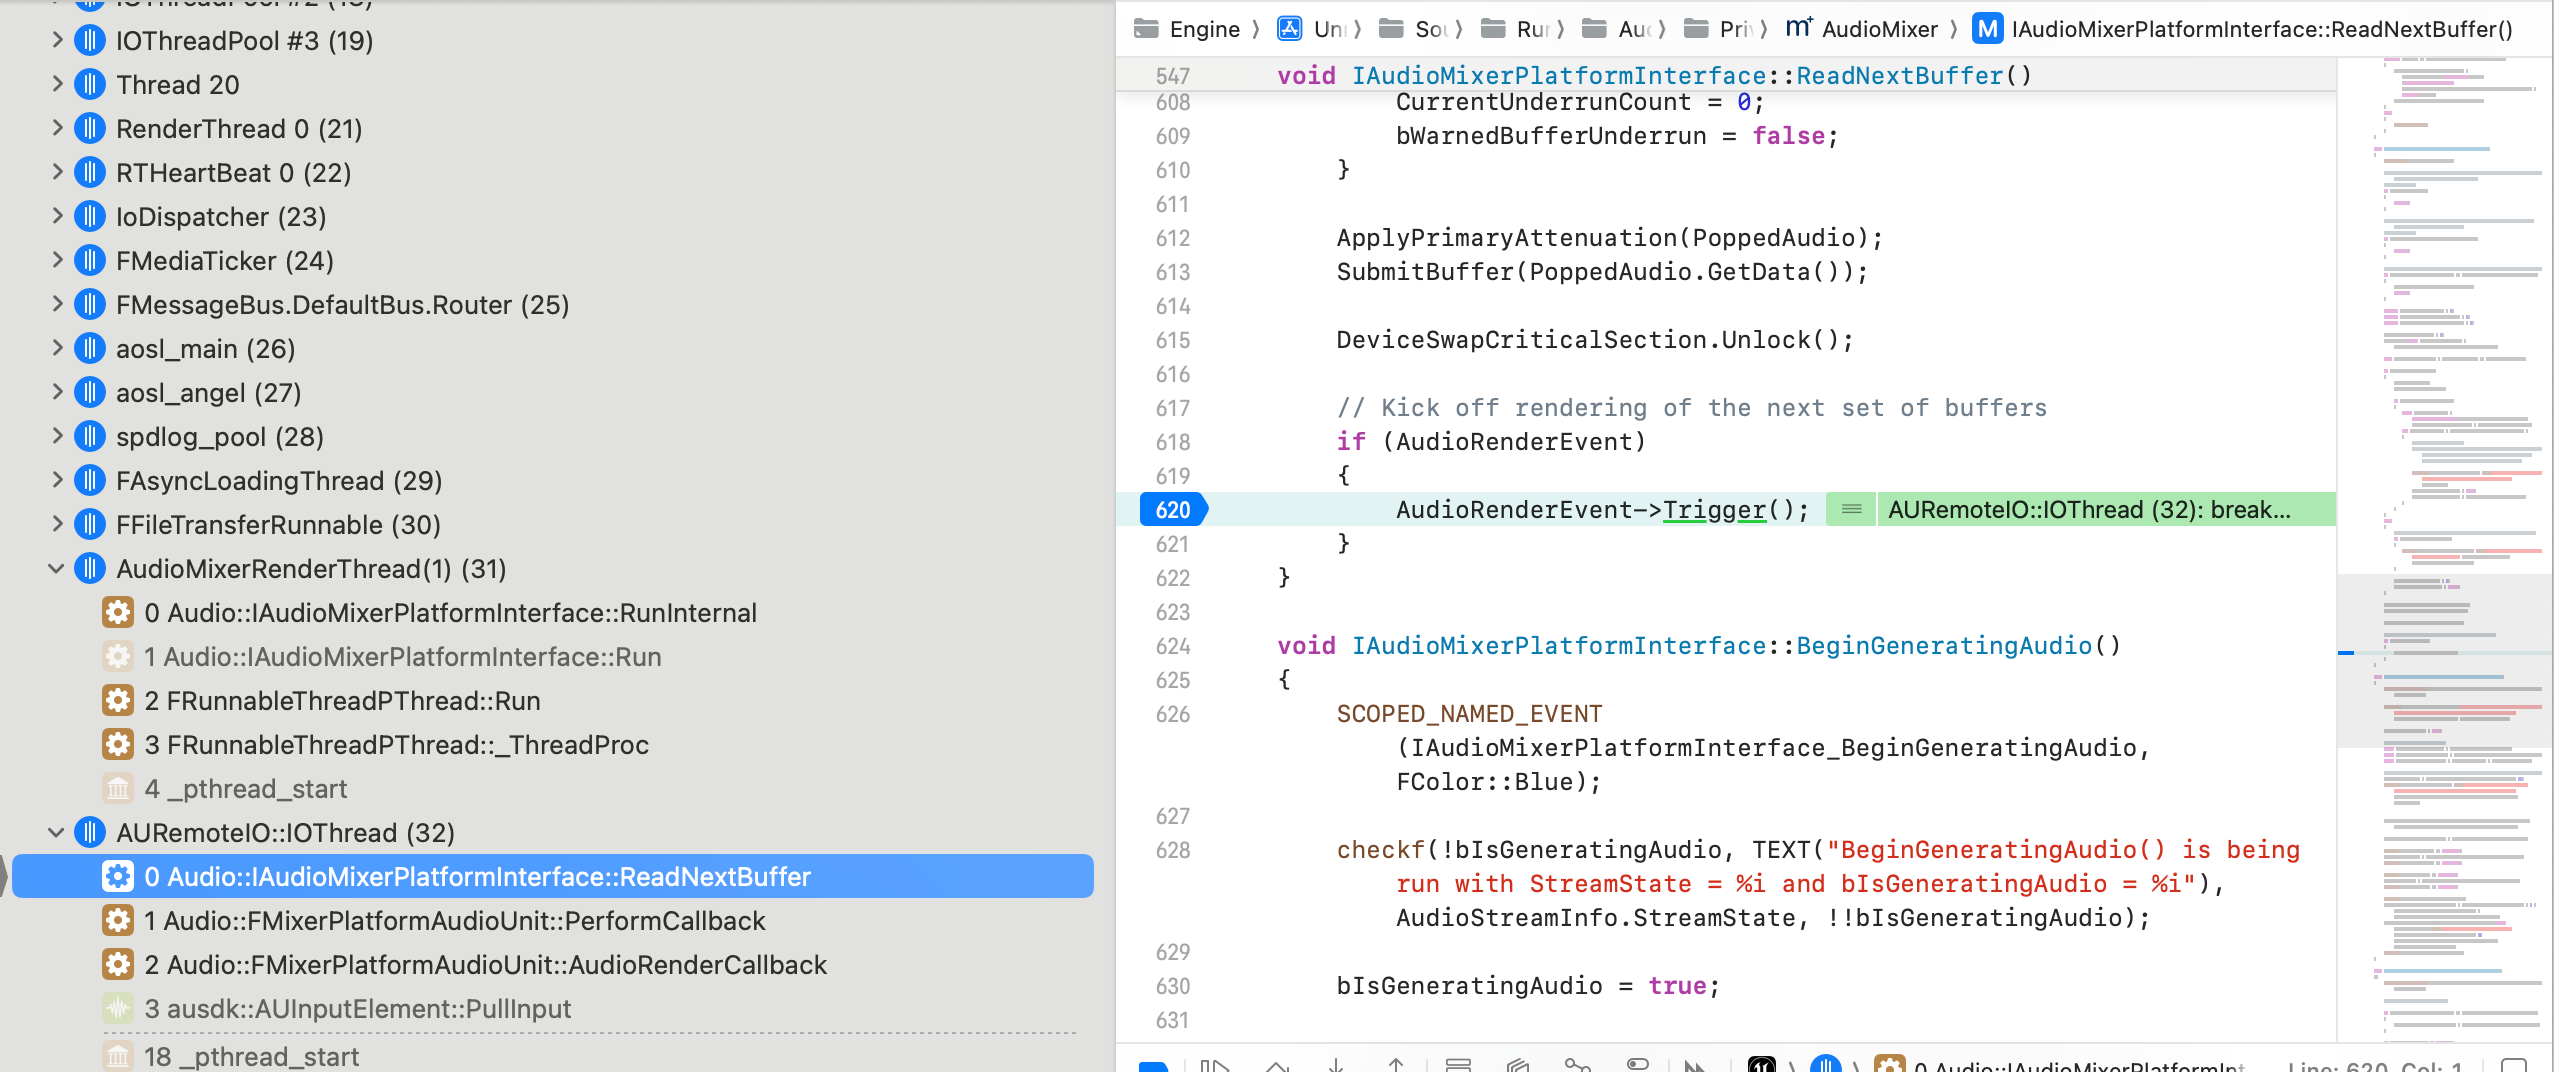 IOThreadPool #2 (18)
IOThreadPool #3 (19)
Thread 20
RenderThread 0 (21)
RTHeartBeat 0 (22)
IoDispatcher (23)
FMediaTicker (24)
FMessageBus.DefaultBus.Router (25)
aosl_main (26)
aosl_angel (27)
spdlog_pool (28)
FAsyncLoadingThread (29)
FFileTransferRunnable (30)
AudioMixerRenderThread(1) (31)
0 Audio::IAudioMixerPlatformInterface::RunInternal
1 Audio::IAudioMixerPlatformInterface::Run
2 FRunnableThreadPThread::Run
3 FRunnableThreadPThread::_ThreadProc
4 _pthread_start
AURemoteIO::IOThread (32)
0 Audio::IAudioMixerPlatformInterface::ReadNextBuffer
1 Audio::FMixerPlatformAudioUnit::PerformCallback
2 Audio::FMixerPlatformAudioUnit::AudioRenderCallback
3 ausdk::AUInputElement::PullInput
18 _pthread_start
Engine 〉 Un 〉 So 〉 Ru 〉 Au 〉 Pri 〉 AudioMixer 〉 M IAudioMixerPlatformInterface::ReadNextBuffer()
547 void IAudioMixerPlatformInterface::ReadNextBuffer()
608 CurrentUnderrunCount = 0;
609 bWarnedBufferUnderrun = false;
610 }
611
612 ApplyPrimaryAttenuation(PoppedAudio);
613 SubmitBuffer(PoppedAudio.GetData());
614
615 DeviceSwapCriticalSection.Unlock();
616
617 // Kick off rendering of the next set of buffers
618 if (AudioRenderEvent)
619 {
620 AudioRenderEvent->Trigger(); AURemoteIO::IOThread (32): break...
621 }
622 }
623
624 void IAudioMixerPlatformInterface::BeginGeneratingAudio()
625 {
626 SCOPED_NAMED_EVENT
(IAudioMixerPlatformInterface_BeginGeneratingAudio,
FColor::Blue);
627
628 checkf(!bIsGeneratingAudio, TEXT("BeginGeneratingAudio() is being
run with StreamState = %i and bIsGeneratingAudio = %i"),
AudioStreamInfo.StreamState, !!bIsGeneratingAudio);
629
630 bIsGeneratingAudio = true;
631
0 Audio::IAudioMixerPlatformInt Line: 620 Col: 1